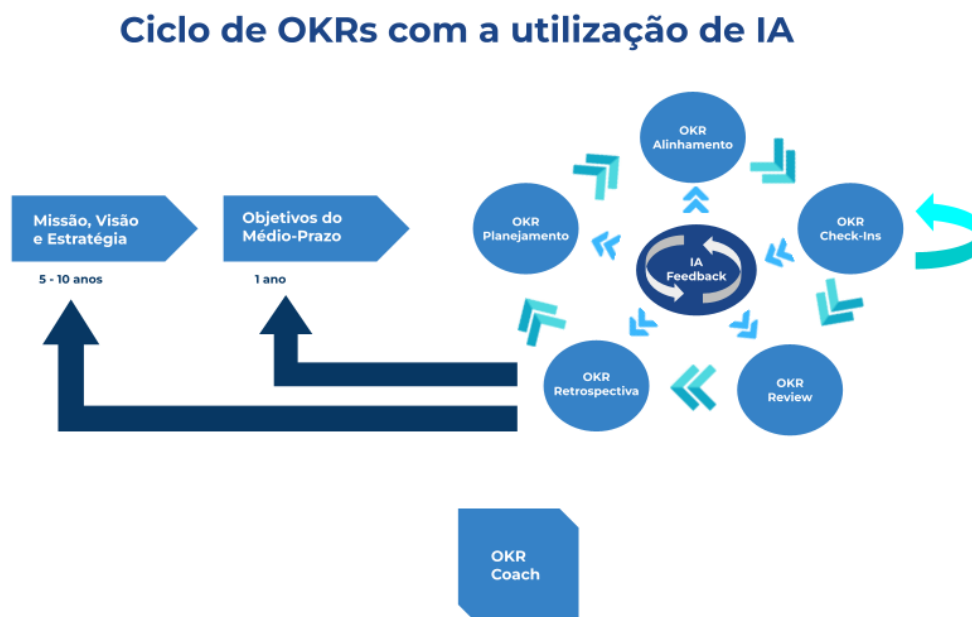 Ciclo de OKRs com a utilização de IA
OKR
Alinhamento
Missão, Visão
e Estratégia
Objetivos do
Médio-Prazo
OKR
Planejamento
OKR
Check-Ins
5 - 10 anos
1 ano
IA
Feedback
OKR
Retrospectiva
OKR
Review
OKR
Coach